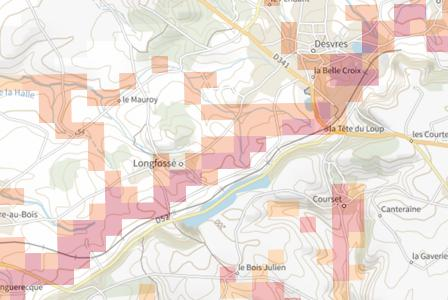 Desvres
D341
la Belle Croix
e la Halle
le Mauroy
la Tête du Loup
les Courte
Longfossé
Courset
Canteraine
re-au-Bois
D52
la Gaverie
le Bois Julien
nguerecque